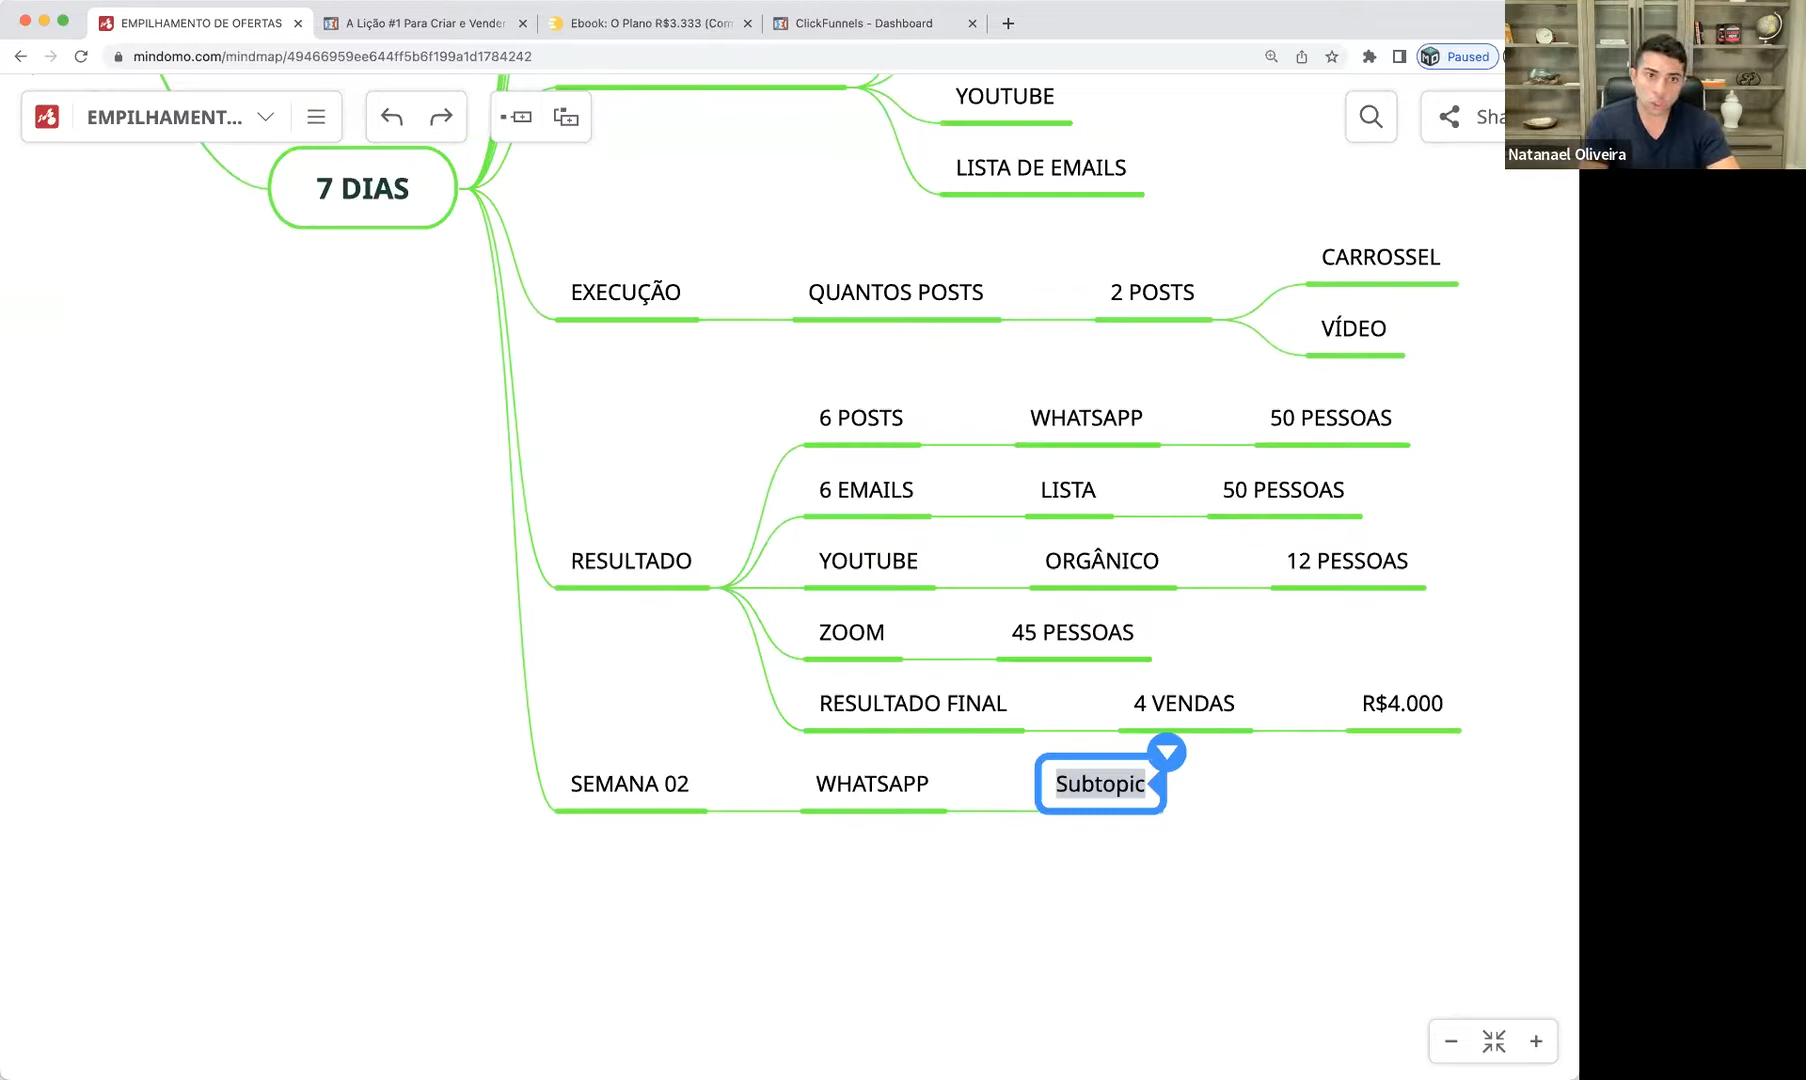 EMPILHAMENTO DE OFERTAS
A Lição #1 Para Criar e Vender
Ebook: O Plano R$3.333 (Com
ClickFunnels - Dashboard
mindomo.com/mindmap/49466959ee644ff5b6f199a1d1784242
Paused
EMPILHAMENT...
Sha
Natanael Oliveira
YOUTUBE
LISTA DE EMAILS
7 DIAS
EXECUÇÃO
QUANTOS POSTS
2 POSTS
CARROSSEL
VÍDEO
RESULTADO
6 POSTS
WHATSAPP
50 PESSOAS
6 EMAILS
LISTA
50 PESSOAS
YOUTUBE
ORGÂNICO
12 PESSOAS
ZOOM
45 PESSOAS
RESULTADO FINAL
4 VENDAS
R$4.000
SEMANA 02
WHATSAPP
Subtopic